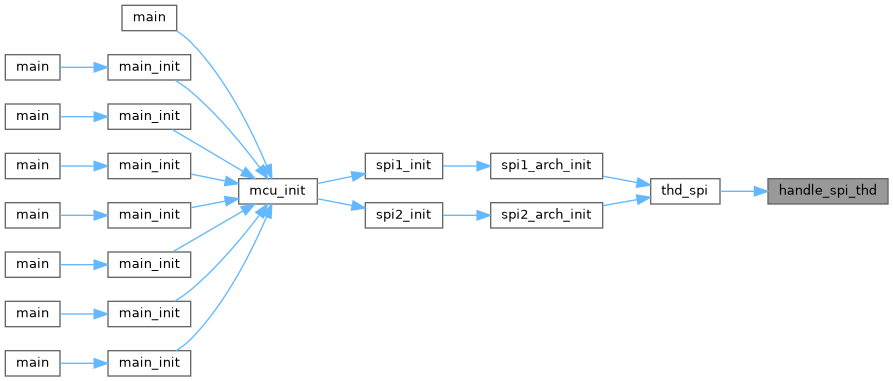 main
main
main_init
main
main_init
main
main_init
mcu_init
main
main_init
main
main_init
main
main_init
main
main_init
spi1_init
spi1_arch_init
spi2_init
spi2_arch_init
thd_spi
handle_spi_thd